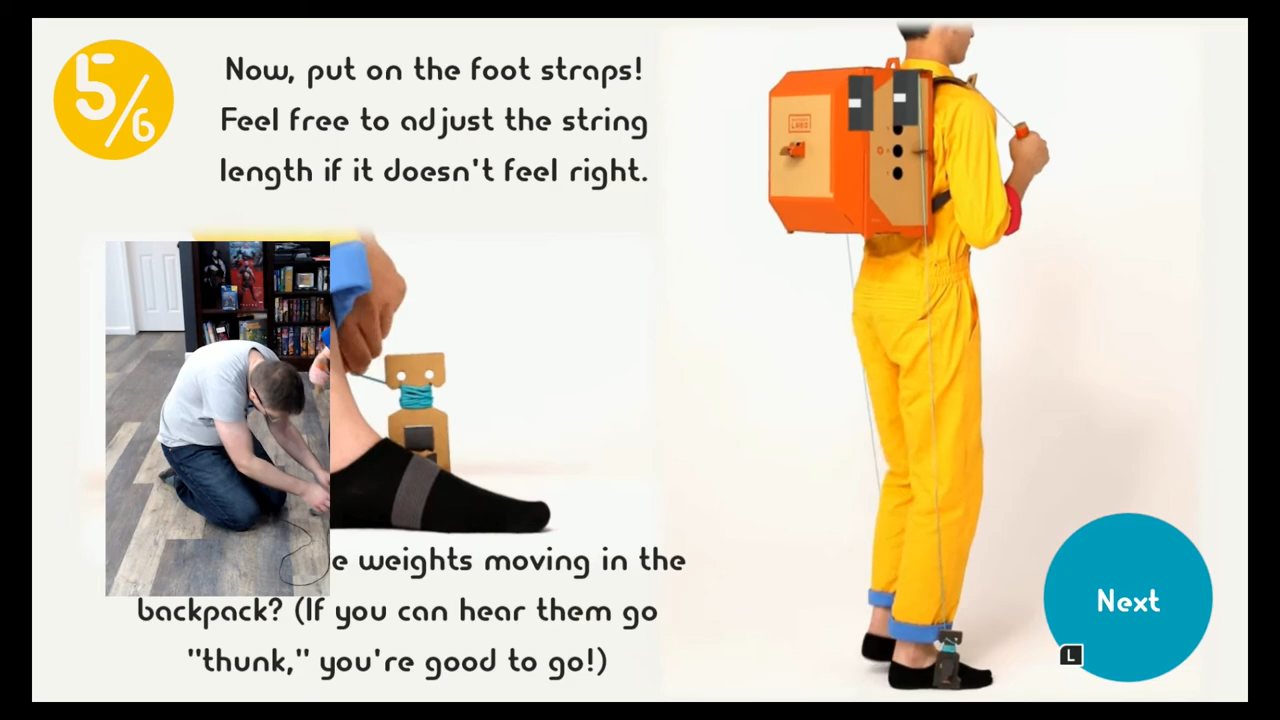 5/6
Now, put on the foot straps!
Feel free to adjust the string
length if it doesn't feel right.
LABO
e weights moving in the
backpack? (If you can hear them go
"thunk," you're good to go!)
Next
L